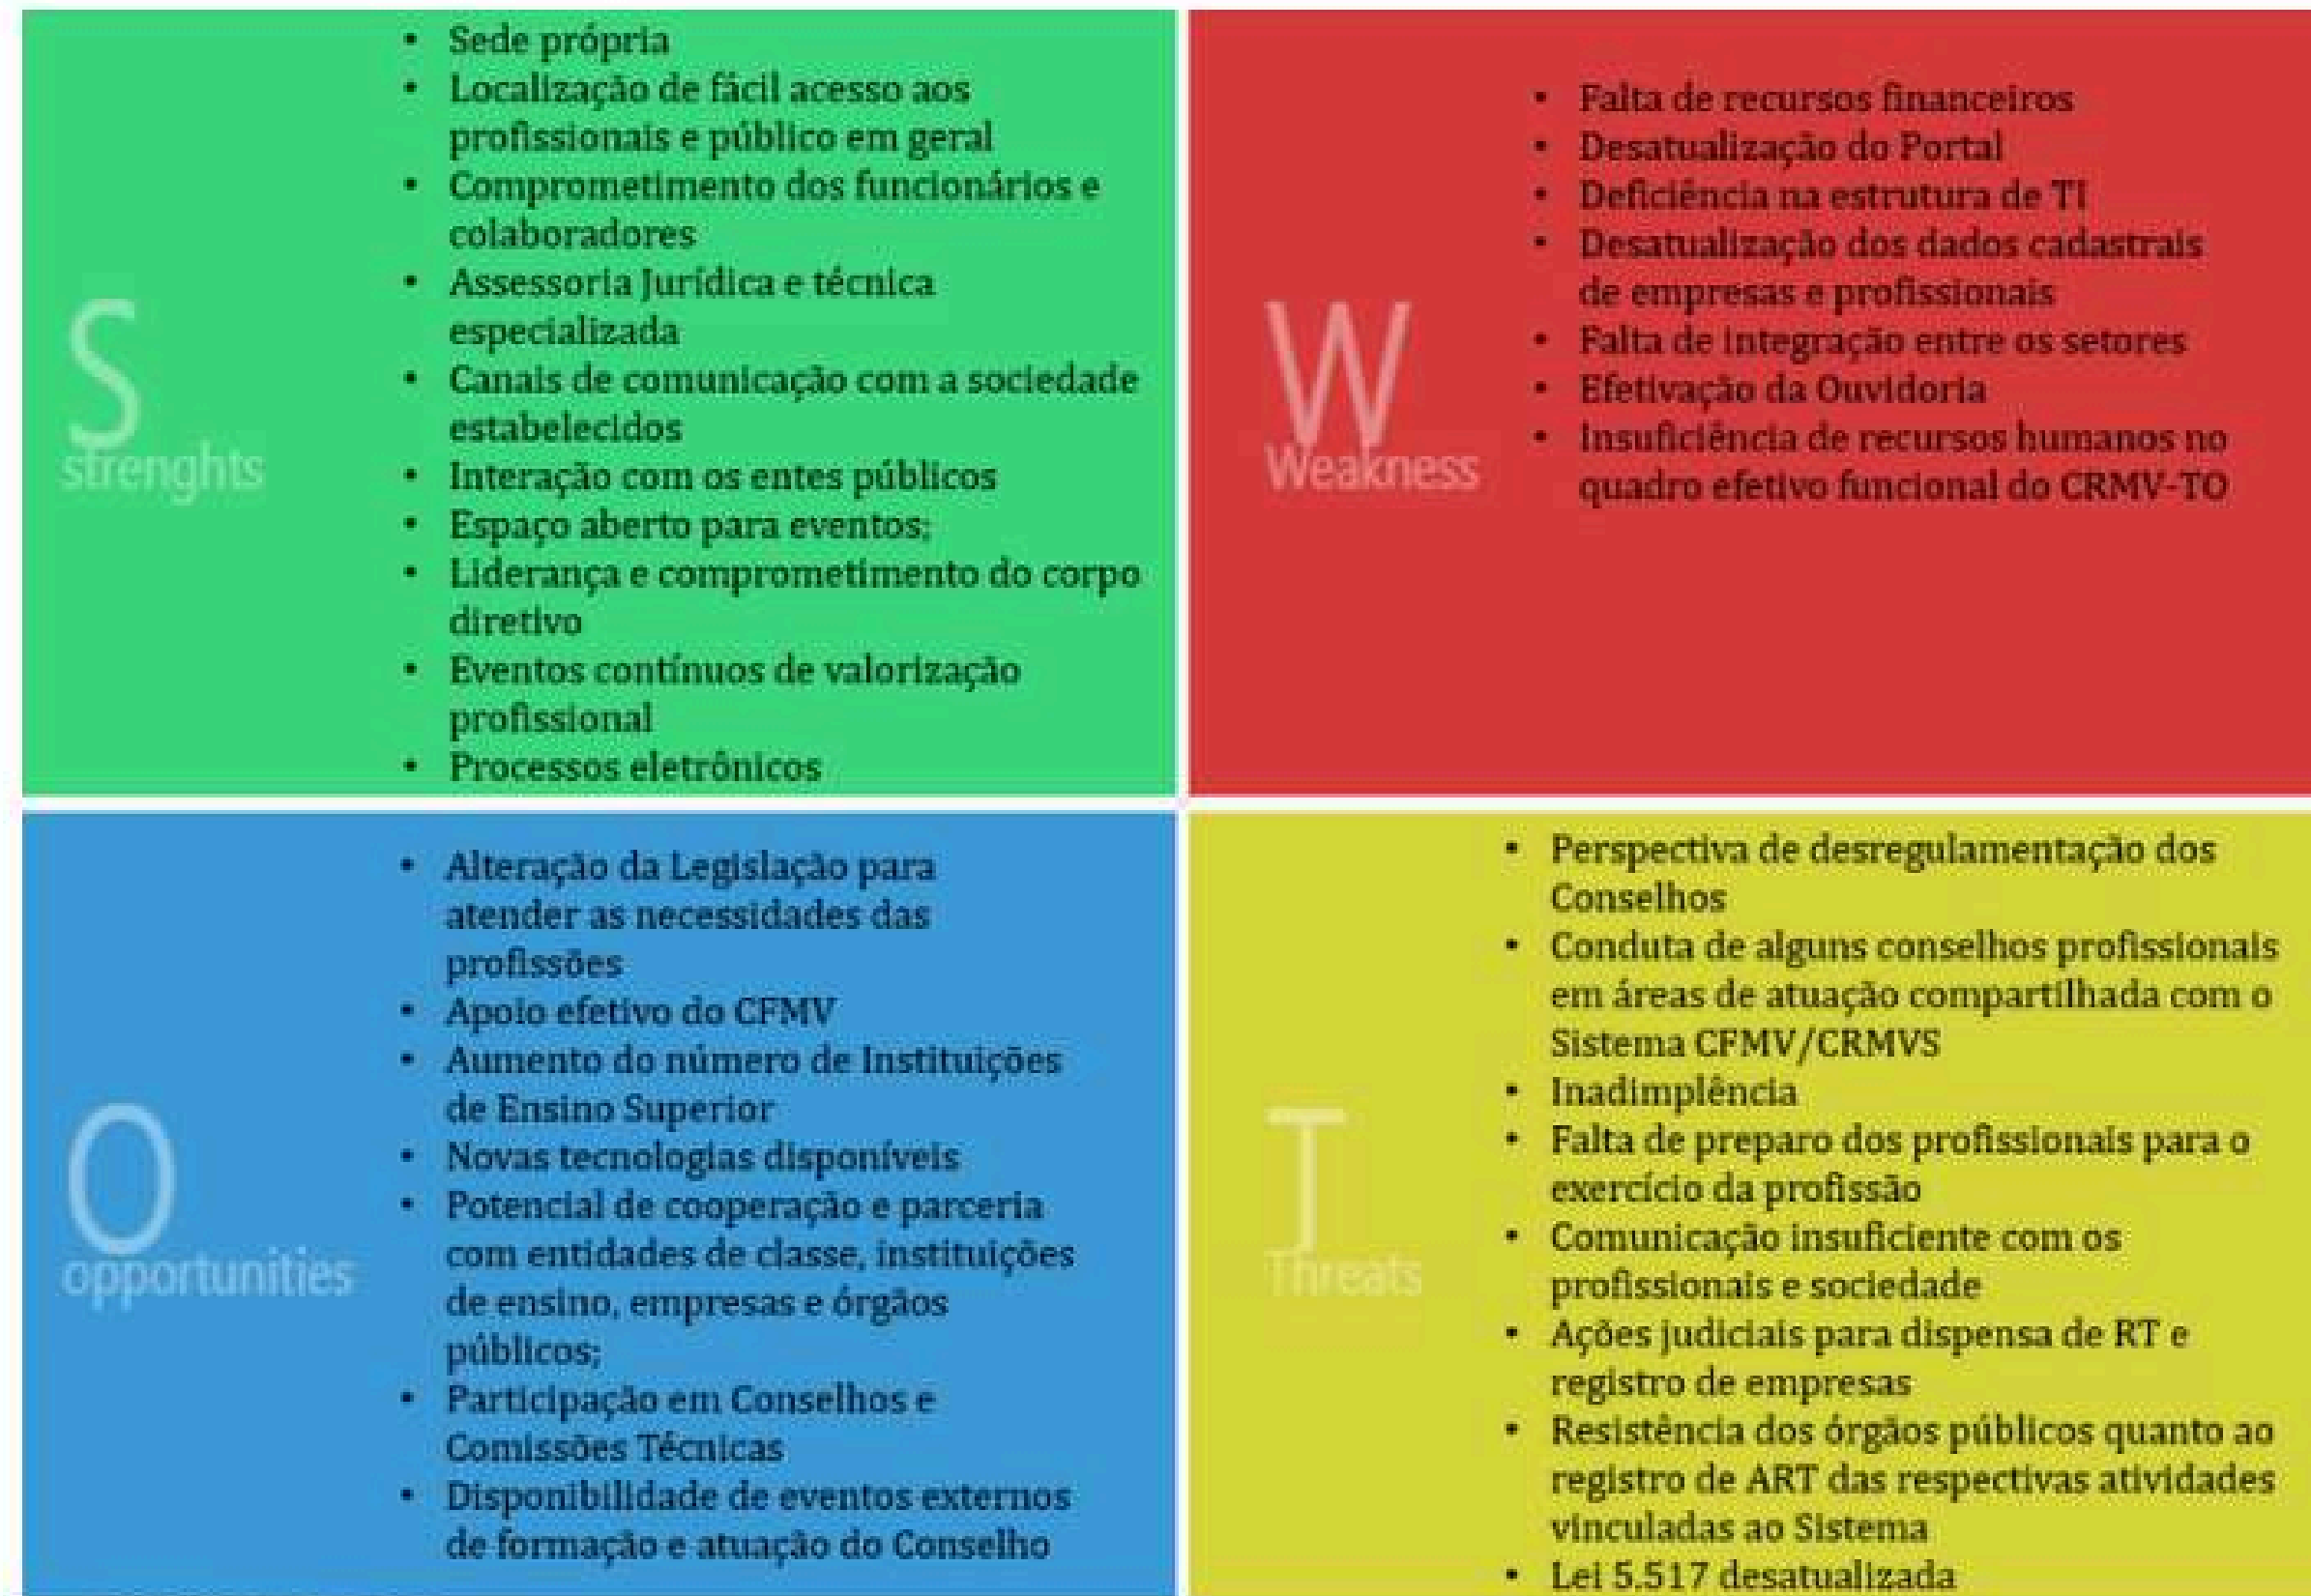 S
strenghts
• Sede própria
• Localização de fácil acesso aos
profissionais e público em geral
• Comprometimento dos funcionários e
colaboradores
• Assessoria Jurídica e técnica
especializada
• Canais de comunicação com a sociedade
estabelecidos
• Interação com os entes públicos
• Espaço aberto para eventos;
• Liderança e comprometimento do corpo
diretivo
• Eventos contínuos de valorização
profissional
• Processos eletrônicos
W
Weakness
• Falta de recursos financeiros
• Desatualização do Portal
• Deficiência na estrutura de TI
• Desatualização dos dados cadastrais
de empresas e profissionais
• Falta de integração entre os setores
• Efetivação da Ouvidoria
• Insuficiência de recursos humanos no
quadro efetivo funcional do CRMV-TO
O
opportunities
• Alteração da Legislação para
atender as necessidades das
profissões
• Apoio efetivo do CFMV
• Aumento do número de Instituições
de Ensino Superior
• Novas tecnologias disponíveis
• Potencial de cooperação e parceria
com entidades de classe, instituições
de ensino, empresas e órgãos
públicos;
• Participação em Conselhos e
Comissões Técnicas
• Disponibilidade de eventos externos
de formação e atuação do Conselho
T
Threats
• Perspectiva de desregulamentação dos
Conselhos
• Conduta de alguns conselhos profissionais
em áreas de atuação compartilhada com o
Sistema CFMV/CRMVS
• Inadimplência
• Falta de preparo dos profissionais para o
exercício da profissão
• Comunicação insuficiente com os
profissionais e sociedade
• Ações judiciais para dispensa de RT e
registro de empresas
• Resistência dos órgãos públicos quanto ao
registro de ART das respectivas atividades
vinculadas ao Sistema
• Lei 5.517 desatualizada